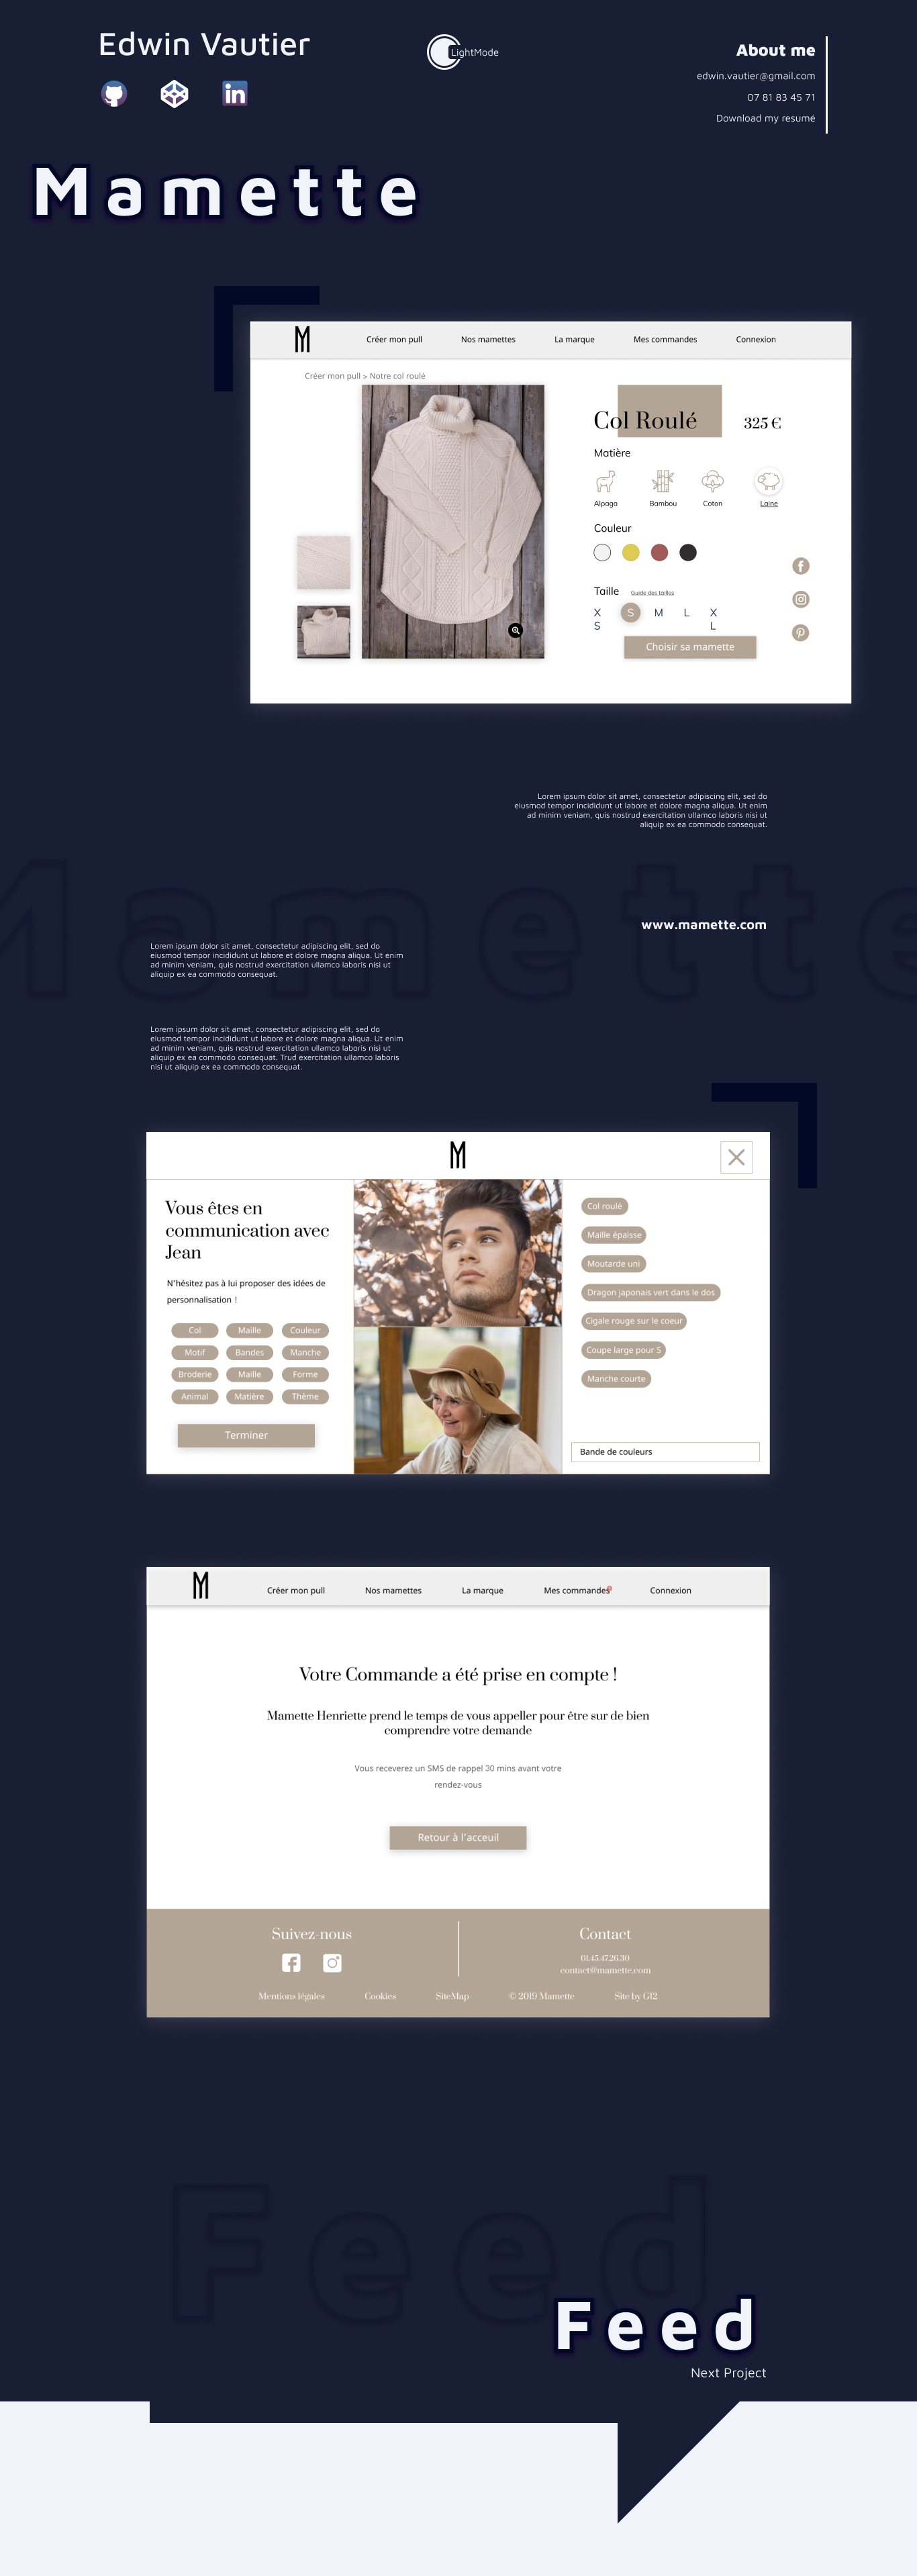 Edwin Vautier
LightMode
About me
edwin.vautier@gmail.com
07 81 83 45 71
Download my resumé
Mamette
Créer mon pull
Nos mamettes
La marque
Mes commandes
Connexion
Créer mon pull > Notre col roulé
Col Roulé
325 €
Matière
Alpaga
Bambou
Coton
Laine
Couleur
Taille
Guide des tailles
X
S
S
M
L
X
L
Choisir sa mamette
Lorem ipsum dolor sit amet, consectetur adipiscing elit, sed do
eiusmod tempor incididunt ut labore et dolore magna aliqua. Ut enim
ad minim veniam, quis nostrud exercitation ullamco laboris nisi ut
aliquip ex ea commodo consequat.
Mamette
www.mamette.com
Lorem ipsum dolor sit amet, consectetur adipiscing elit, sed do
eiusmod tempor incididunt ut labore et dolore magna aliqua. Ut enim
ad minim veniam, quis nostrud exercitation ullamco laboris nisi ut
aliquip ex ea commodo consequat.
Lorem ipsum dolor sit amet, consectetur adipiscing elit, sed do
eiusmod tempor incididunt ut labore et dolore magna aliqua. Ut enim
ad minim veniam, quis nostrud exercitation ullamco laboris nisi ut
aliquip ex ea commodo consequat. Trud exercitation ullamco laboris
nisi ut aliquip ex ea commodo consequat.
Vous êtes en
communication avec
Jean
N'hésitez pas à lui proposer des idées de
personnalisation !
Col
Maille
Couleur
Motif
Bandes
Manche
Broderie
Maille
Forme
Animal
Matière
Thème
Terminer
Col roulé
Maille épaisse
Moutarde uni
Dragon japonais vert dans le dos
Cigale rouge sur le coeur
Coupe large pour S
Manche courte
Bande de couleurs
Créer mon pull
Nos mamettes
La marque
Mes commandes
Connexion
Votre Commande a été prise en compte !
Mamette Henriette prend le temps de vous appeller pour être sur de bien
comprendre votre demande
Vous receverez un SMS de rappel 30 mins avant votre
rendez-vous
Retour à l'acceuil
Suivez-nous
Contact
01.45.47.26.30
contact@mamette.com
Mentions légales
Cookies
SiteMap
© 2019 Mamette
Site by G12
Feed
Feed
Next Project